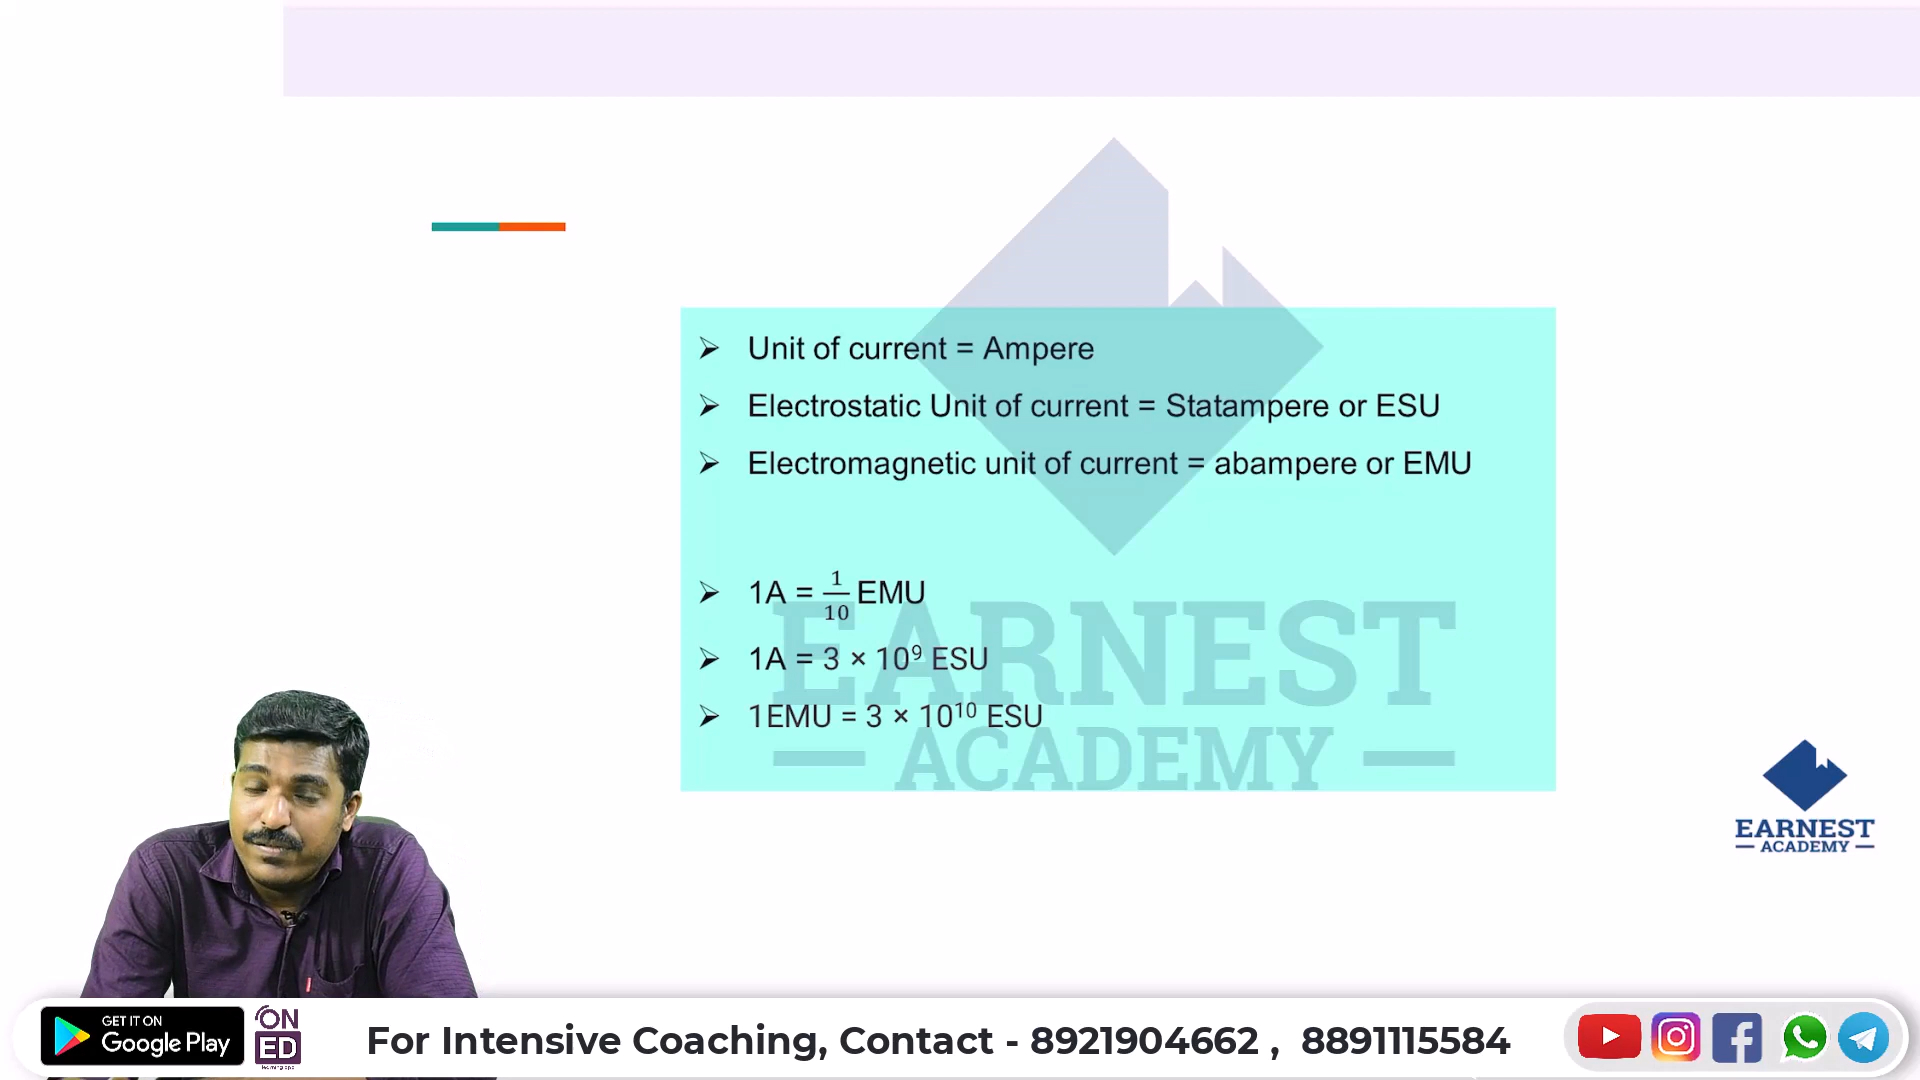 ➢ Unit of current = Ampere
➢ Electrostatic Unit of current = Statampere or ESU
➢ Electromagnetic unit of current = abampere or EMU
➢ 1A = 1/10 EMU
➢ 1A = 3 × 10⁹ ESU
➢ 1EMU = 3 × 10¹⁰ ESU
EARNEST
ACADEMY
EARNEST
ACADEMY
GET IT ON
Google Play
ON
ED
learning app
For Intensive Coaching, Contact - 8921904662 , 8891115584